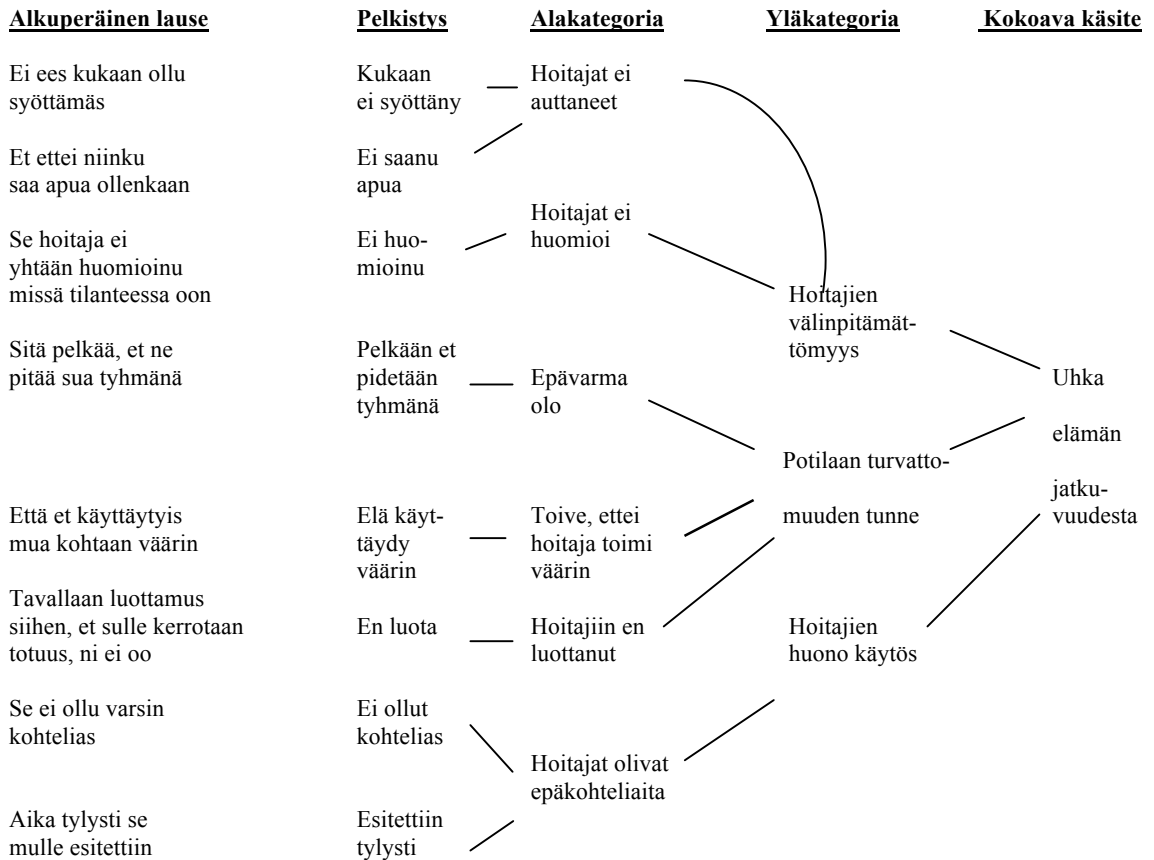 Alkuperäinen lause Pelkistys Alakategoria Yläkategoria Kokoava käsite
Ei ees kukaan ollu
syöttämäs
Kukaan
ei syöttäny
Hoitajat ei
auttaneet
Et ettei niinku
saa apua ollenkaan
Ei saanu
apua
Se hoitaja ei
yhtään huomioinu
missä tilanteessa oon
Ei huo-
mioinu
Hoitajat ei
huomioi
Hoitajien
välinpitämät-
tömyys
Sitä pelkää, et ne
pitää sua tyhmänä
Pelkään et
pidetään
tyhmänä
Epävarma
olo
Uhka
elämän
jatku-
vuudesta
Potilaan turvatto-
muuden tunne
Että et käyttäytyis
mua kohtaan väärin
Elä käyt-
täydy
väärin
Toive, ettei
hoitaja toimi
väärin
Tavallaan luottamus
siihen, et sulle kerrotaan
totuus, ni ei oo
En luota
Hoitajiin en
luottanut
Hoitajien
huono käytös
Se ei ollu varsin
kohtelias
Ei ollut
kohtelias
Hoitajat olivat
epäkohteliaita
Aika tylysti se
mulle esitettiin
Esitettiin
tylysti